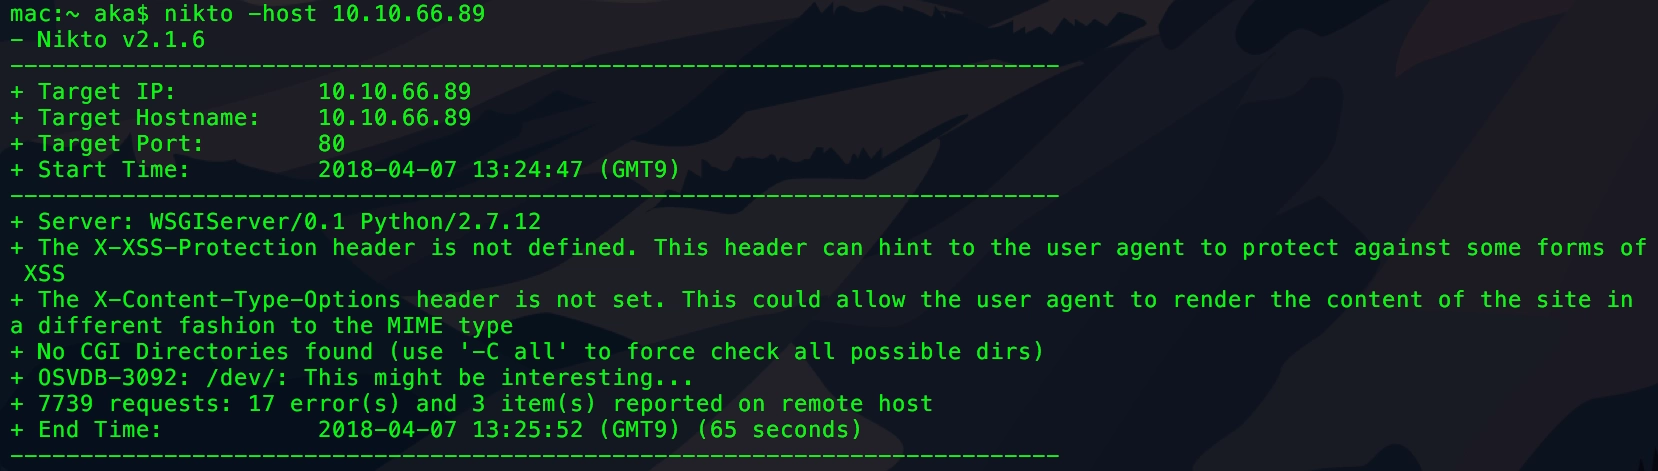 mac:~ aka$ nikto -host 10.10.66.89
- Nikto v2.1.6
---------------------------------------------------------------------------
+ Target IP:          10.10.66.89
+ Target Hostname:    10.10.66.89
+ Target Port:        80
+ Start Time:         2018-04-07 13:24:47 (GMT9)
---------------------------------------------------------------------------
+ Server: WSGIServer/0.1 Python/2.7.12
+ The X-XSS-Protection header is not defined. This header can hint to the user agent to protect against some forms of
 XSS
+ The X-Content-Type-Options header is not set. This could allow the user agent to render the content of the site in
a different fashion to the MIME type
+ No CGI Directories found (use '-C all' to force check all possible dirs)
+ OSVDB-3092: /dev/: This might be interesting...
+ 7739 requests: 17 error(s) and 3 item(s) reported on remote host
+ End Time:           2018-04-07 13:25:52 (GMT9) (65 seconds)
---------------------------------------------------------------------------